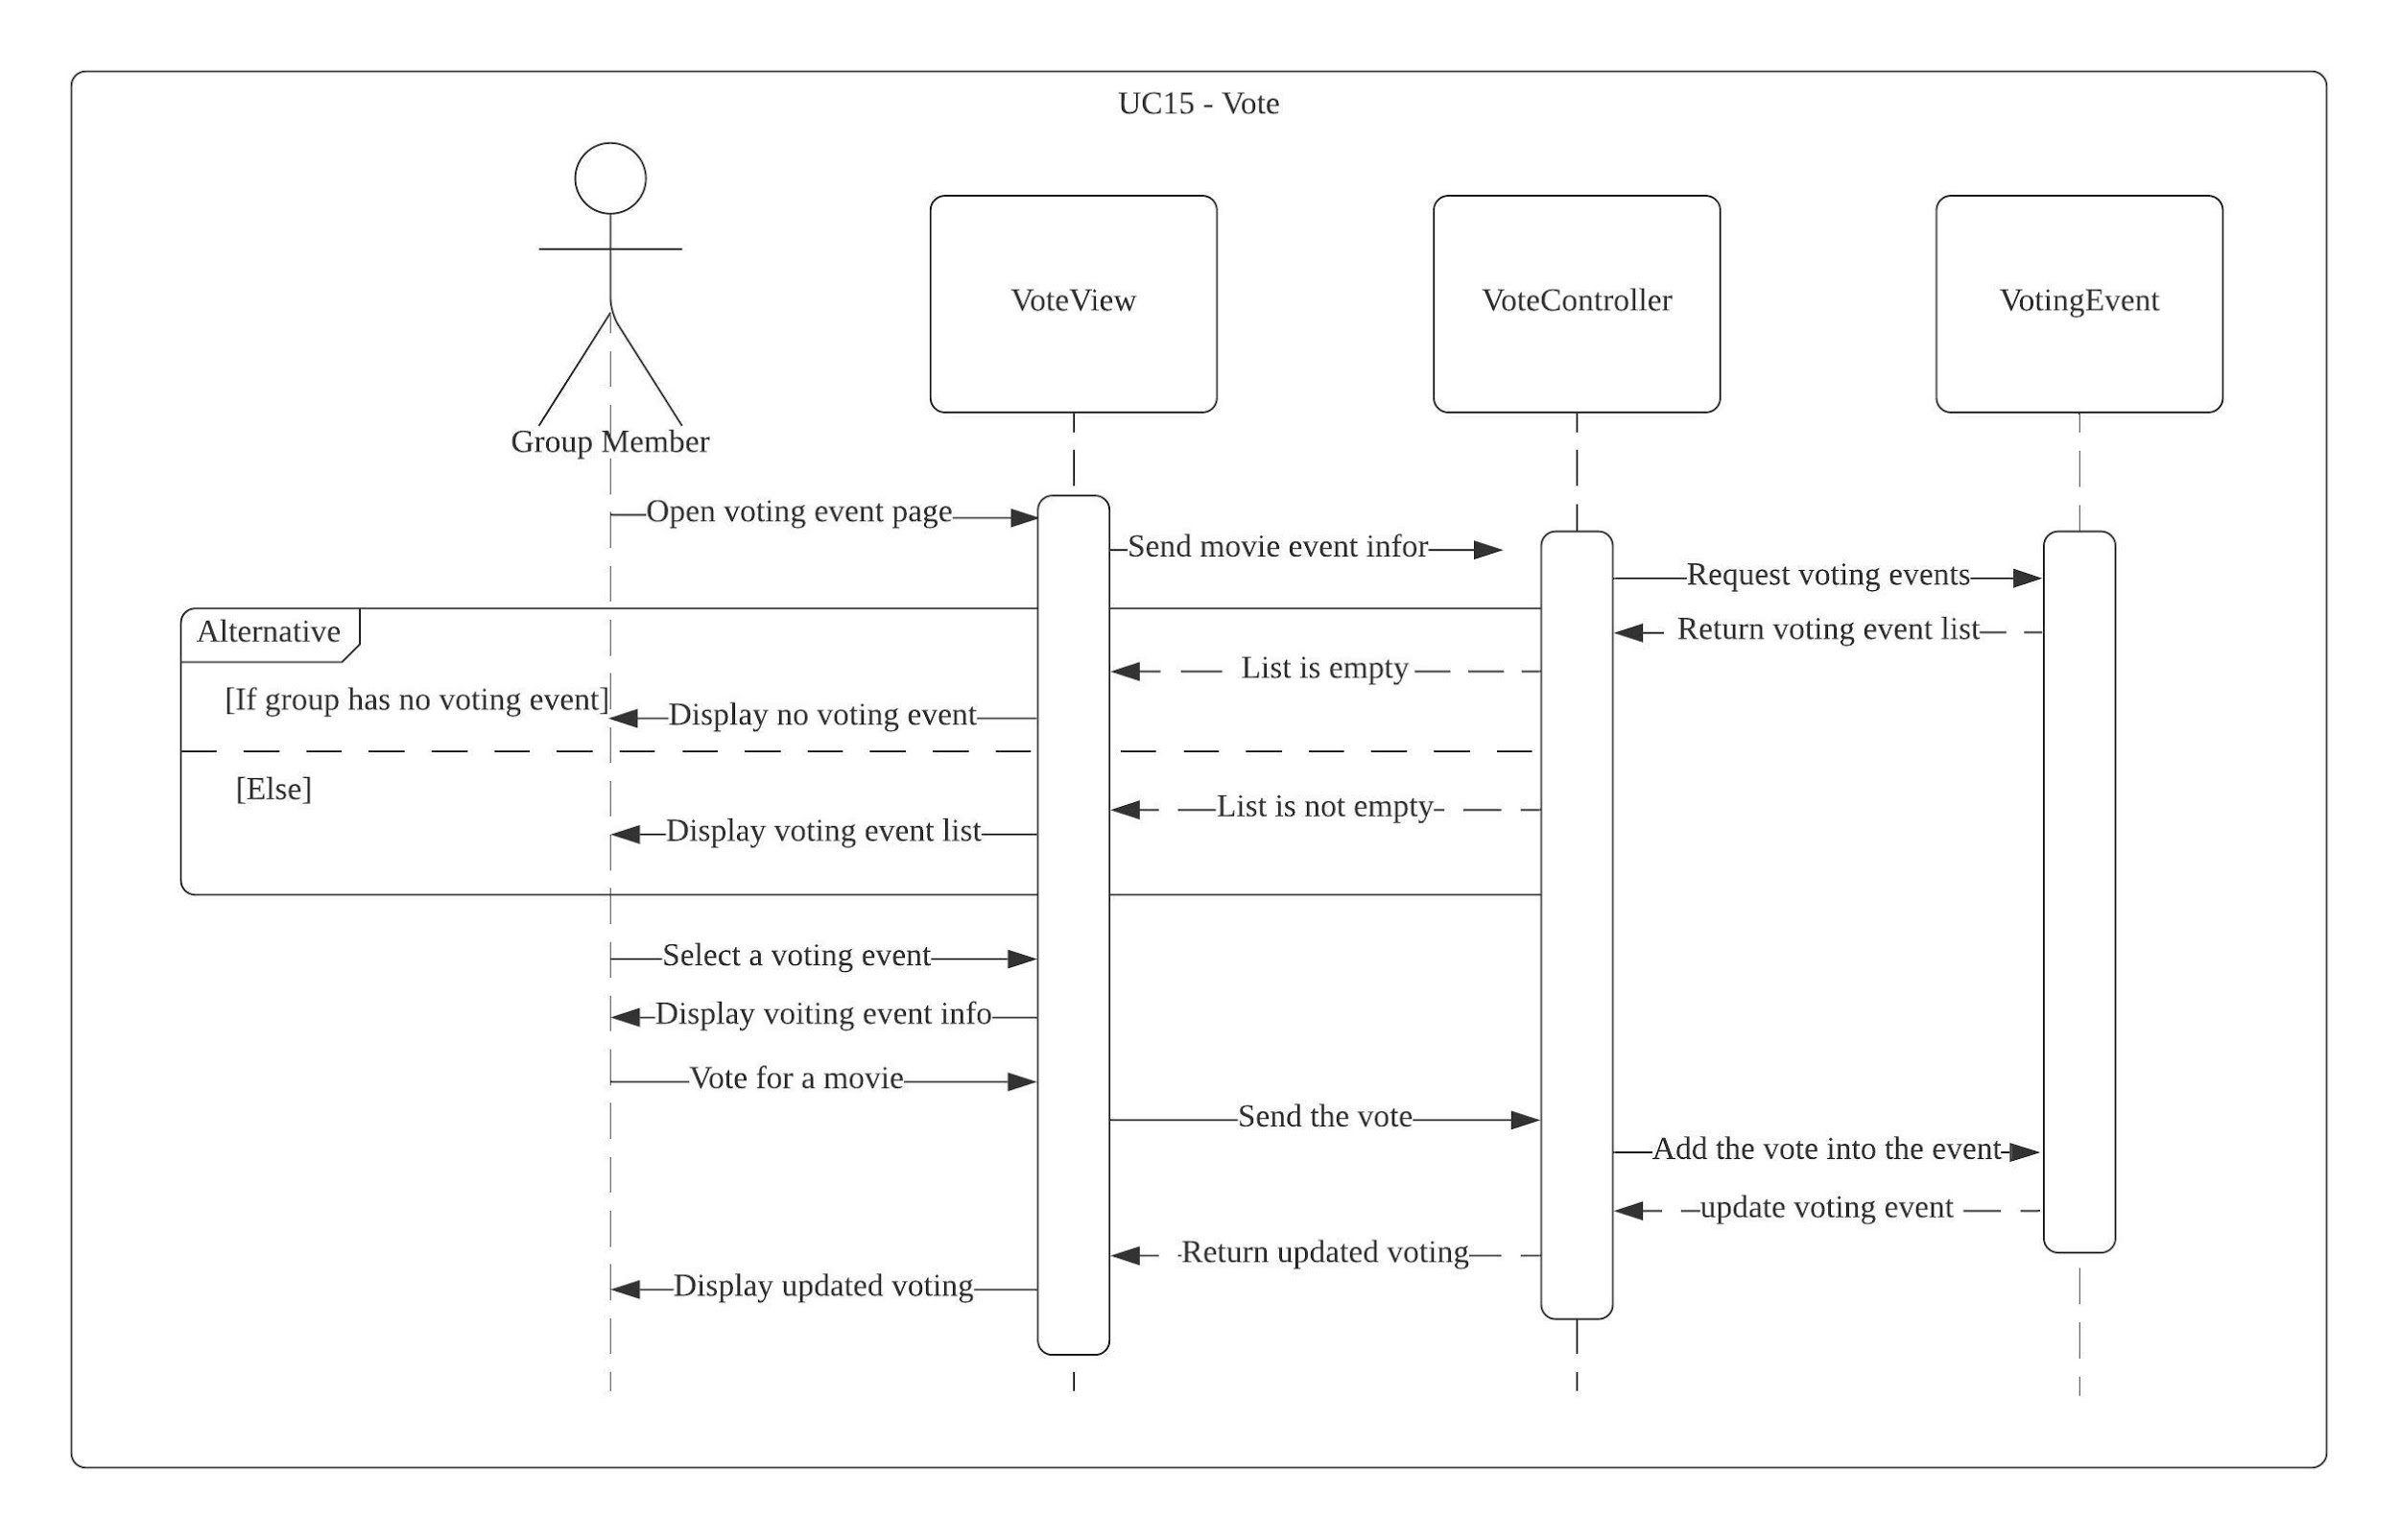 UC15 - Vote
Group Member
VoteView
VoteController
VotingEvent
Open voting event page
Send movie event infor
Request voting events
Alternative
Return voting event list
List is empty
[If group has no voting event]
Display no voting event
[Else]
List is not empty
Display voting event list
Select a voting event
Display voiting event info
Vote for a movie
Send the vote
Add the vote into the event
update voting event
Return updated voting
Display updated voting